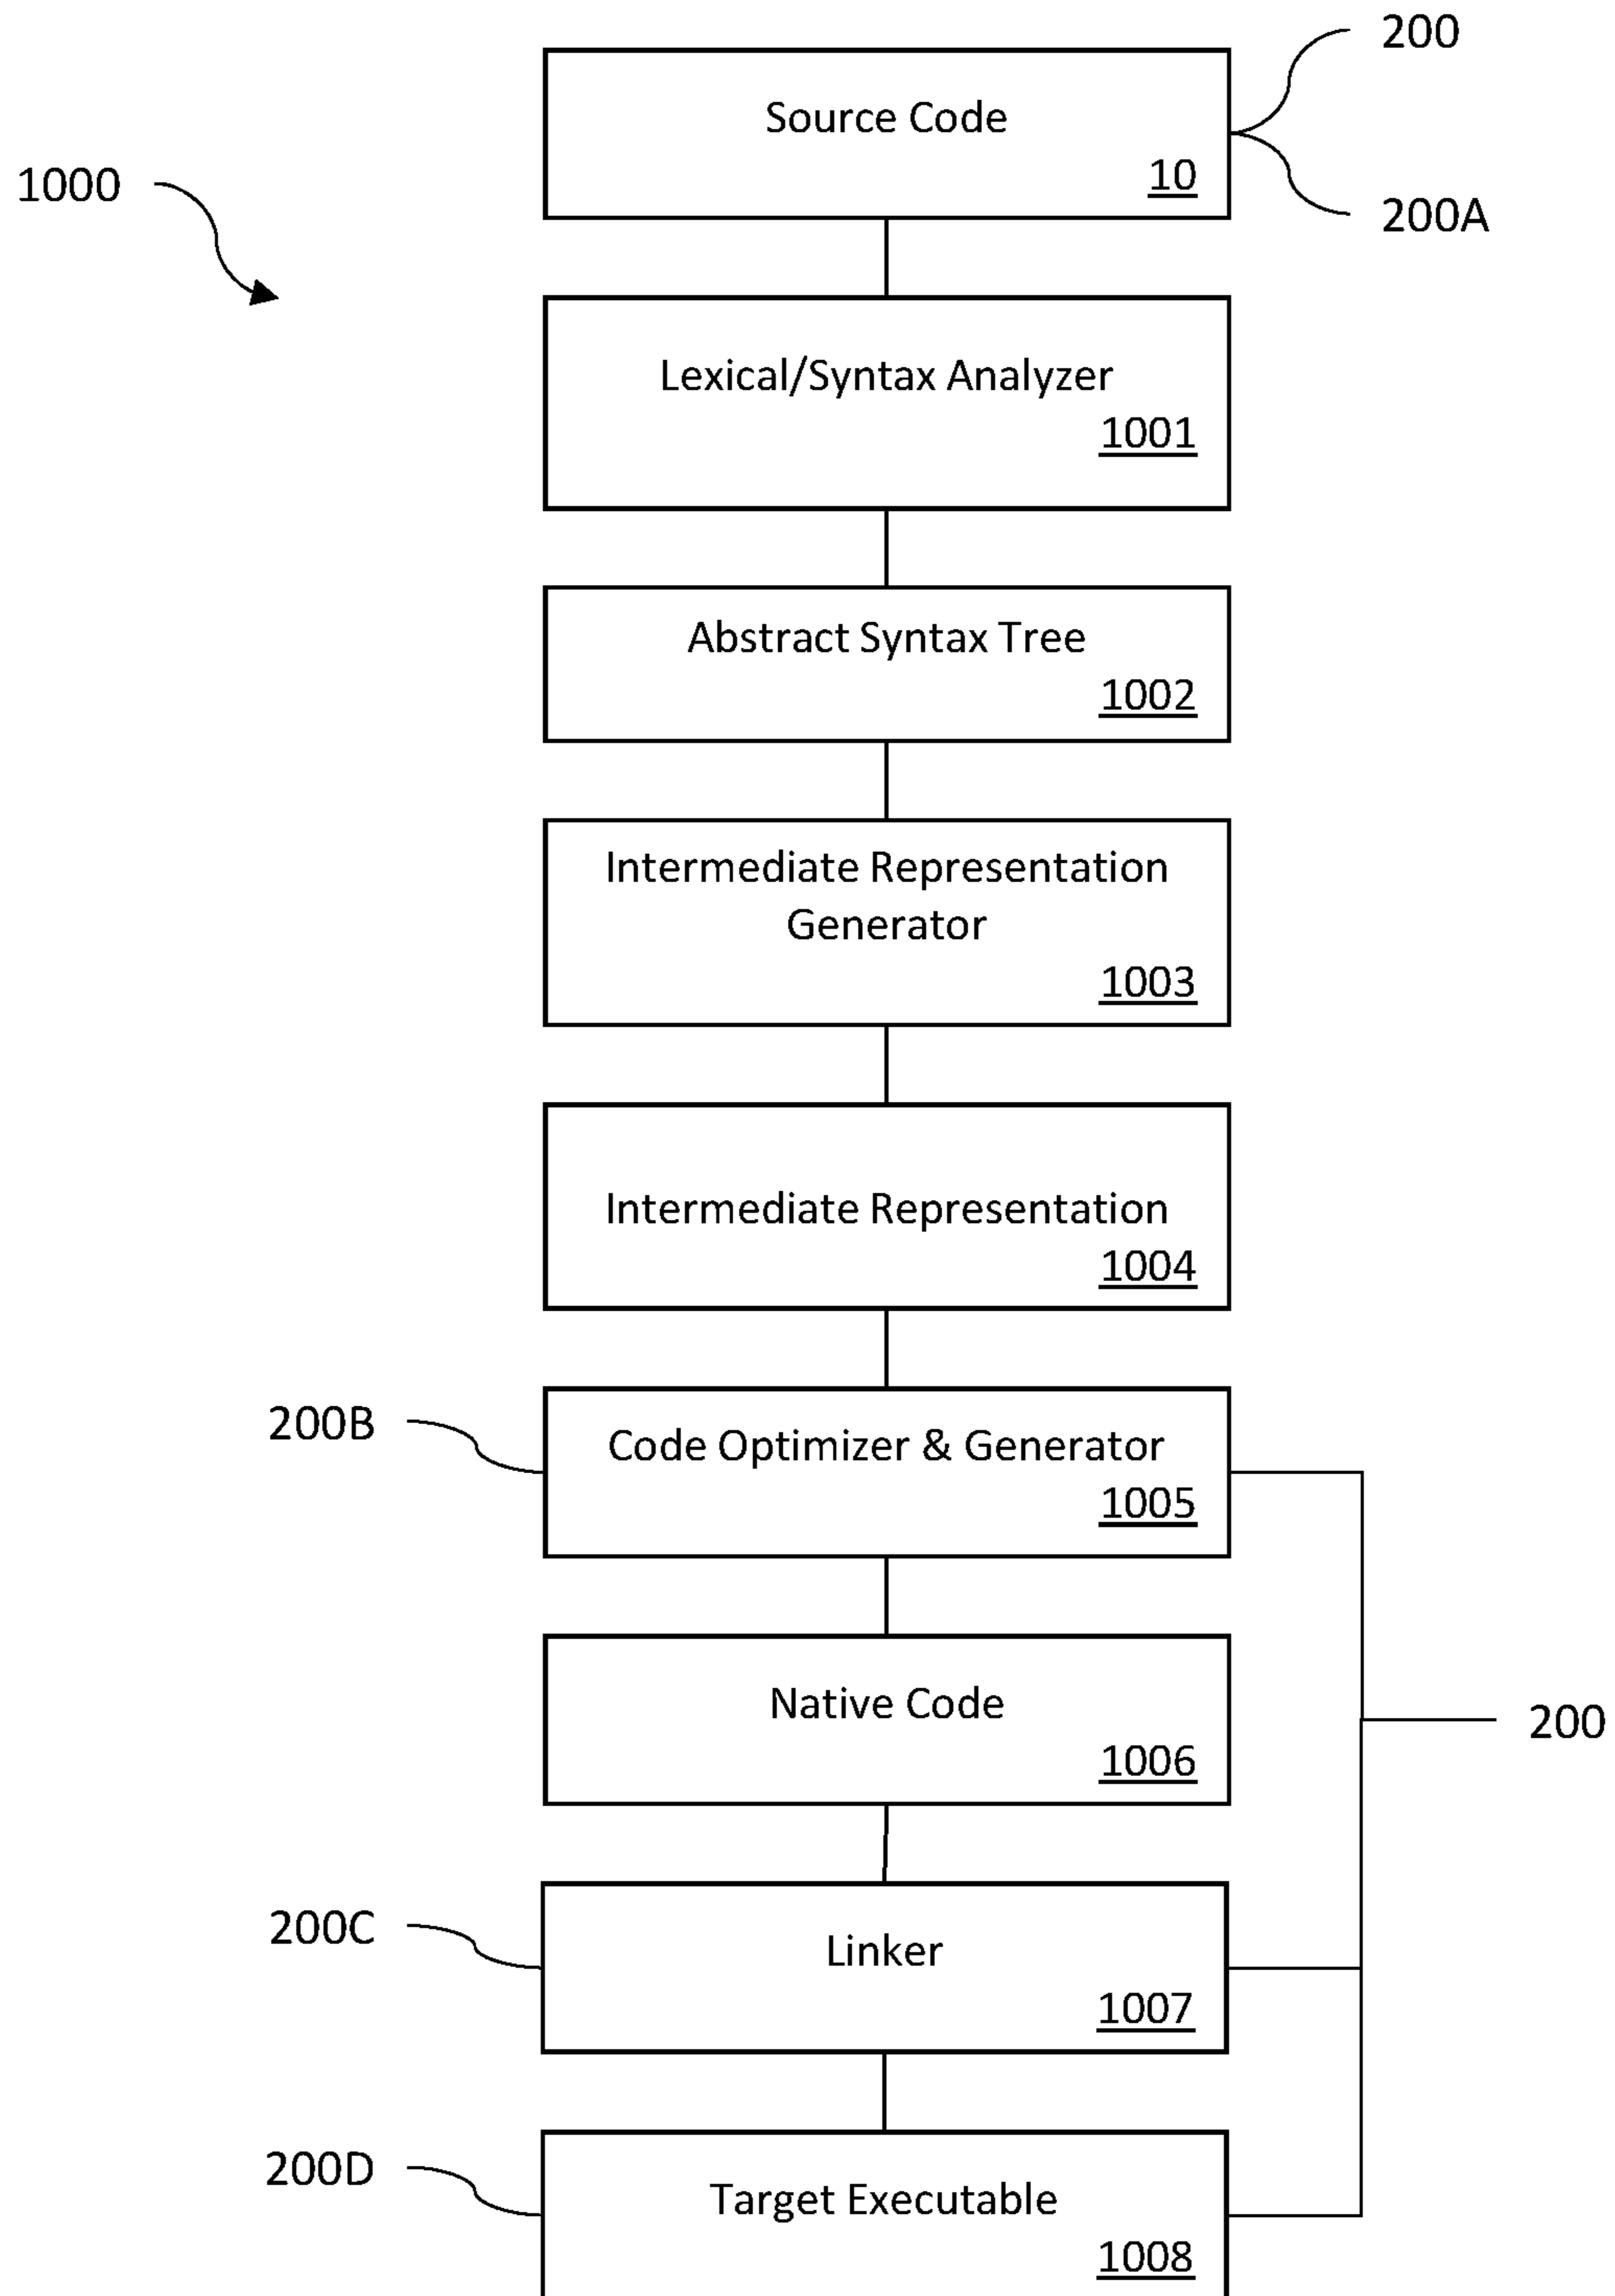 200
Source Code
10
1000
200A
Lexical/Syntax Analyzer
1001
Abstract Syntax Tree
1002
Intermediate Representation
Generator
1003
Intermediate Representation
1004
200B
Code Optimizer & Generator
1005
Native Code
1006
200
200C
Linker
1007
200D
Target Executable
1008